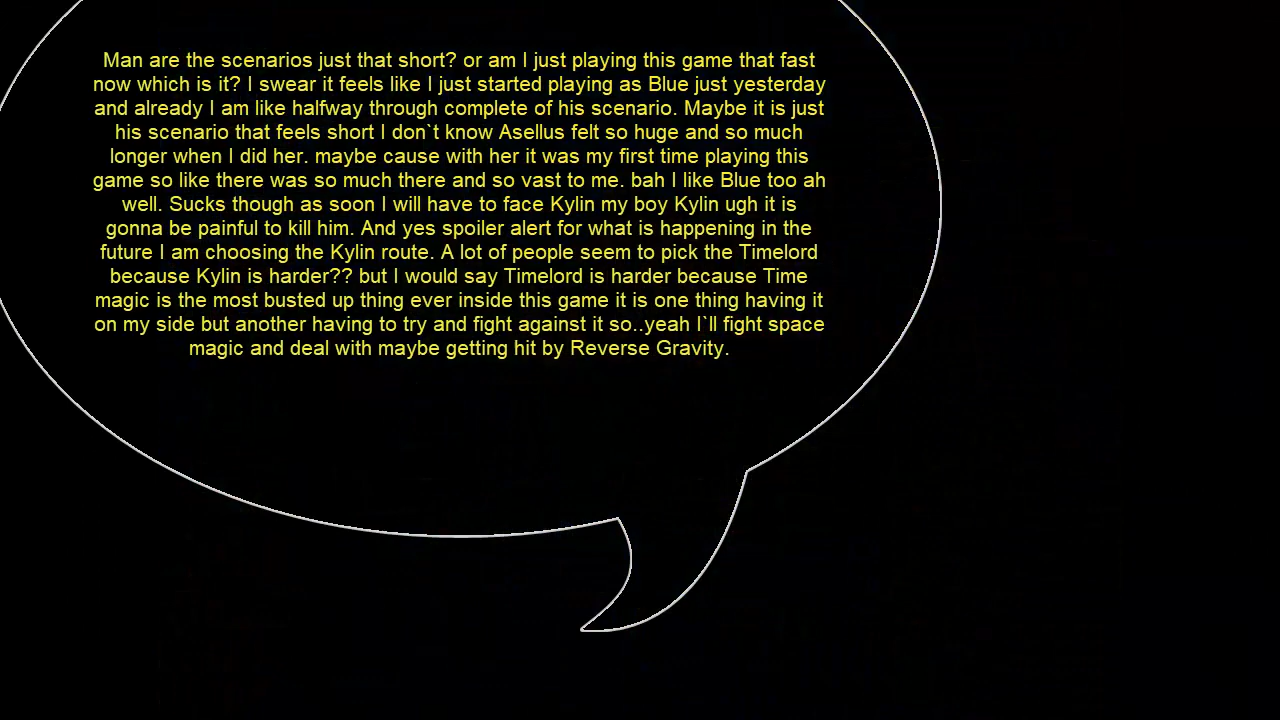 Man are the scenarios just that short? or am I just playing this game that fast
now which is it? I swear it feels like I just started playing as Blue just yesterday
and already I am like halfway through complete of his scenario. Maybe it is just
his scenario that feels short I don`t know Asellus felt so huge and so much
longer when I did her. maybe cause with her it was my first time playing this
game so like there was so much there and so vast to me. bah I like Blue too ah
well. Sucks though as soon I will have to face Kylin my boy Kylin ugh it is
gonna be painful to kill him. And yes spoiler alert for what is happening in the
future I am choosing the Kylin route. A lot of people seem to pick the Timelord
because Kylin is harder?? but I would say Timelord is harder because Time
magic is the most busted up thing ever inside this game it is one thing having it
on my side but another having to try and fight against it so..yeah I`ll fight space
magic and deal with maybe getting hit by Reverse Gravity.